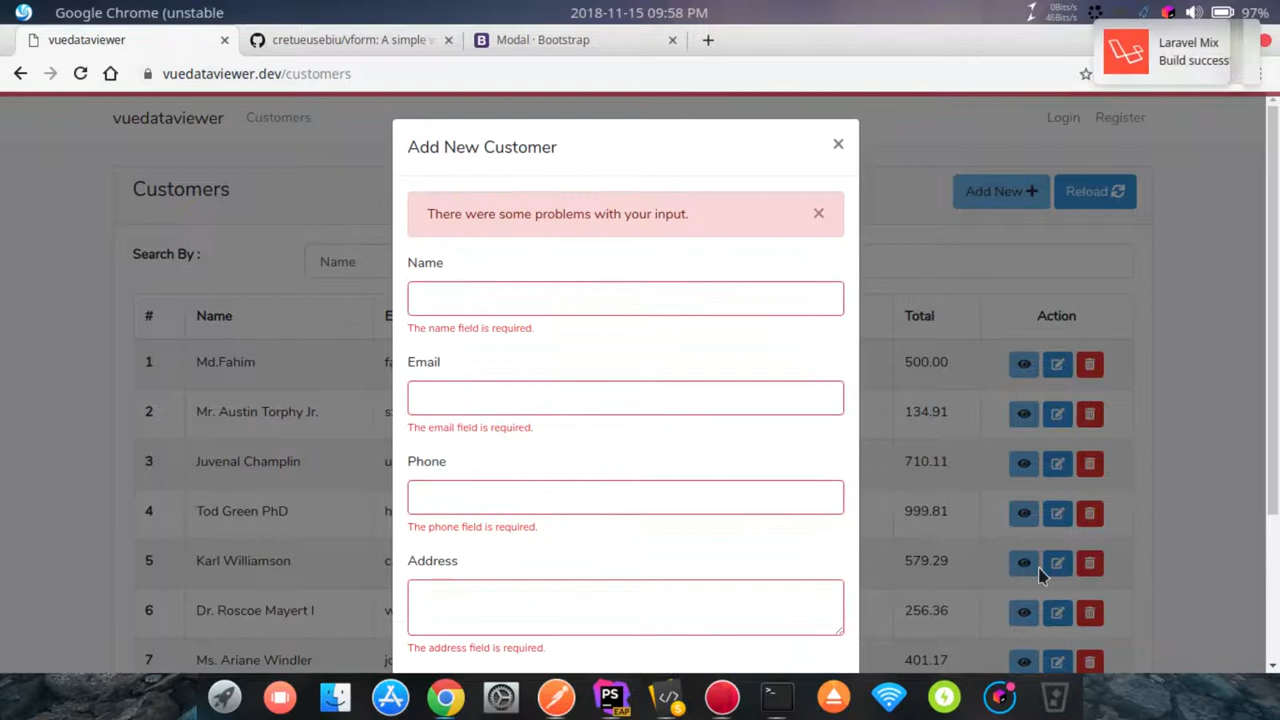 Google Chrome (unstable
2018-11-15 09:58 PM
0Bits/s
46Bits/s
97%
vuedataviewer
cretueusebiu/vform: A simple
Modal · Bootstrap
Laravel Mix
Build success
vuedataviewer.dev/customers
vuedataviewer
Customers
Login
Register
Add New Customer
Customers
Add New
Reload
There were some problems with your input.
Search By :
Name
Name
The name field is required.
# Name Total Action
Email
The email field is required.
Phone
The phone field is required.
Address
The address field is required.
1 Md.Fahim 500.00
2 Mr. Austin Torphy Jr. 134.91
3 Juvenal Champlin 710.11
4 Tod Green PhD 999.81
5 Karl Williamson 579.29
6 Dr. Roscoe Mayert I 256.36
7 Ms. Ariane Windler 401.17
PS
EAP